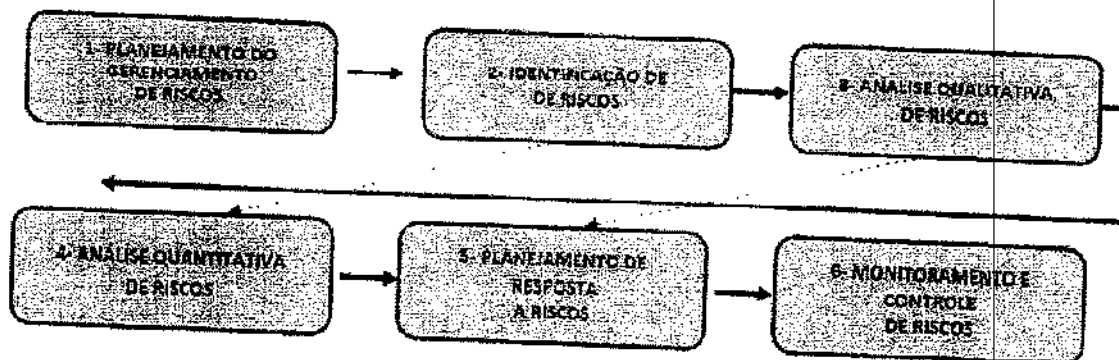 1- PLANEJAMENTO DO
GERENCIAMENTO
DE RISCOS
2- IDENTIFICAÇÃO DE
DE RISCOS
3- ANÁLISE QUALITATIVA
DE RISCOS
4- ANÁLISE QUANTITATIVA
DE RISCOS
5- PLANEJAMENTO DE
RESPOSTA
A RISCOS
6- MONITORAMENTO E
CONTROLE
DE RISCOS